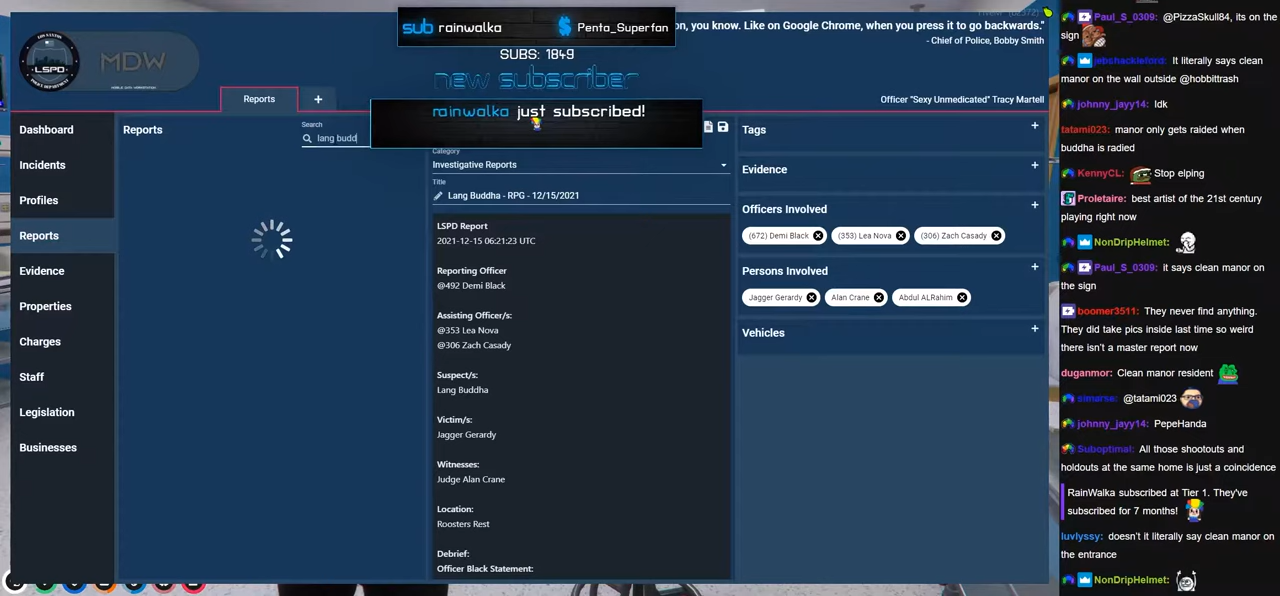 sub rainwalka
Penta_Superfan
on, you know. Like on Google Chrome, when you press it to go backwards."
- Chief of Police, Bobby Smith
SUBS: 1849
new subscriber
rainwalka just subscribed!
LSPD
MDW
Reports
+
Officer "Sexy Unmedicated" Tracy Martell
Dashboard
Incidents
Profiles
Reports
Evidence
Properties
Charges
Staff
Legislation
Businesses
Reports
Search
lang budd
Category
Investigative Reports
Title
Lang Buddha - RPG - 12/15/2021
LSPD Report
2021-12-15 06:21:23 UTC
Reporting Officer
@492 Demi Black
Assisting Officer/s:
@353 Lea Nova
@306 Zach Casady
Suspect/s:
Lang Buddha
Victim/s:
Jagger Gerardy
Witnesses:
Judge Alan Crane
Location:
Roosters Rest
Debrief:
Officer Black Statement:
Tags
+
Evidence
+
Officers Involved
+
(672) Demi Black (353) Lea Nova (306) Zach Casady
Persons Involved
+
Jagger Gerardy Alan Crane Abdul ALRahim
Vehicles
+
Paul_S_0309: @PizzaSkull84, its on the
sign
jebshackleford: It literally says clean
manor on the wall outside @hobbittrash
johnny_jayy14: Idk
tatami023: manor only gets raided when
buddha is radied
KennyCL: Stop elping
Proletaire: best artist of the 21st century
playing right now
NonDripHelmet:
Paul_S_0309: it says clean manor on
the sign
boomer3511: They never find anything.
They did take pics inside last time so weird
there isn't a master report now
duganmor: Clean manor resident
simarse: @tatami023
johnny_jayy14: PepeHanda
Suboptimal: All those shootouts and
holdouts at the same home is just a coincidence
RainWalka subscribed at Tier 1. They've
subscribed for 7 months!
luvlyssy: doesn't it literally say clean manor on
the entrance
NonDripHelmet: